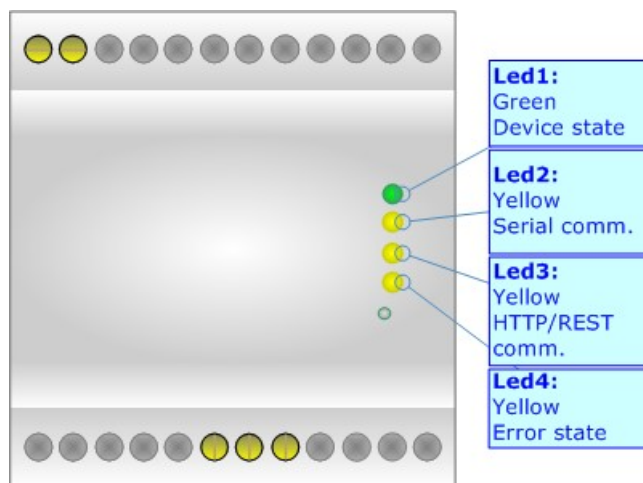 Led1:
Green
Device state
Led2:
Yellow
Serial comm.
Led3:
Yellow
HTTP/REST
comm.
Led4:
Yellow
Error state